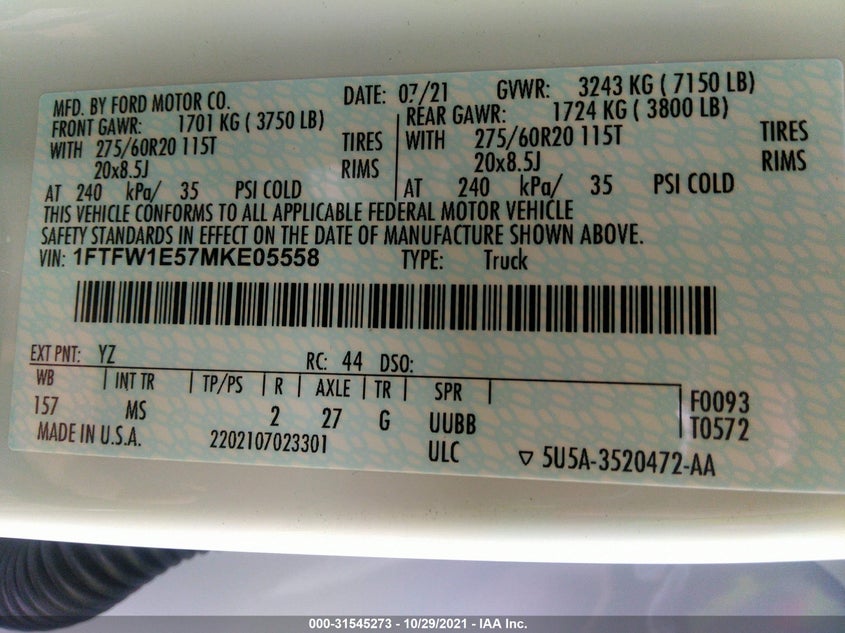 MFD. BY FORD MOTOR CO. DATE: 07/21 GVWR: 3243 KG ( 7150 LB)
FRONT GAWR: 1701 KG ( 3750 LB) REAR GAWR: 1724 KG ( 3800 LB)
WITH 275/60R20 115T TIRES WITH 275/60R20 115T TIRES
20x8.5J RIMS 20x8.5J RIMS
AT 240 kPa/ 35 PSI COLD AT 240 kPa/ 35 PSI COLD
THIS VEHICLE CONFORMS TO ALL APPLICABLE FEDERAL MOTOR VEHICLE
SAFETY STANDARDS IN EFFECT ON THE DATE OF MANUFACTURE SHOWN ABOVE.
VIN: 1FTFW1E57MKE05558 TYPE: Truck
EXT PNT: YZ RC: 44 DSO:
WB INT TR TP/PS R AXLE TR SPR F0093
157 MS 2 27 G UUBB T0572
MADE IN U.S.A. 2202107023301 ULC ▽ 5U5A-3520472-AA
000-31545273 - 10/29/2021 - IAA Inc.